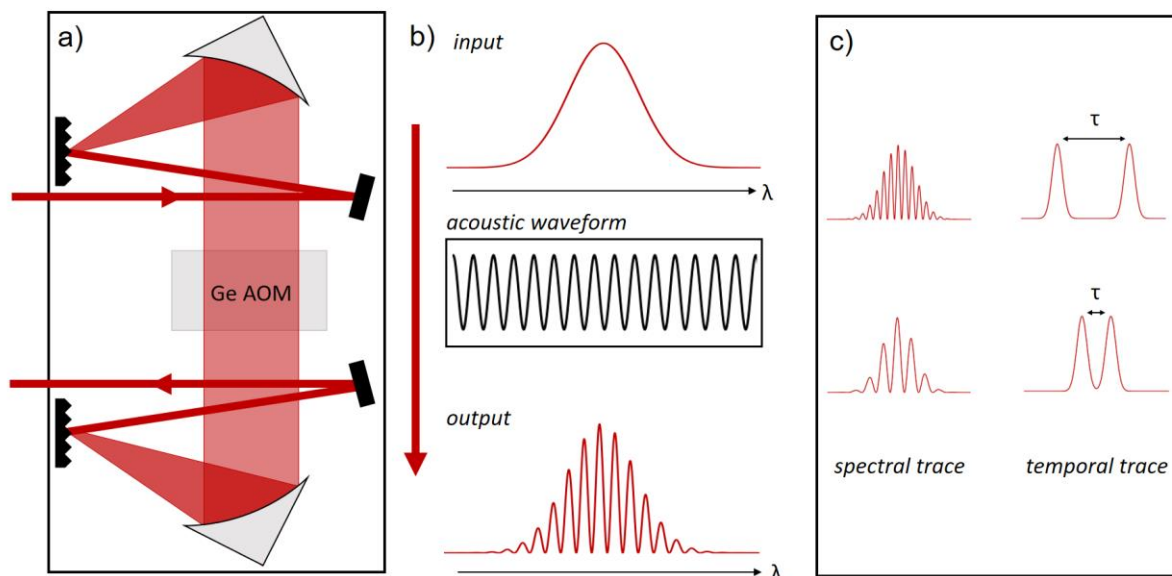 a)
Ge AOM
b)
input
λ
acoustic waveform
output
λ
c)
τ
τ
spectral trace
temporal trace